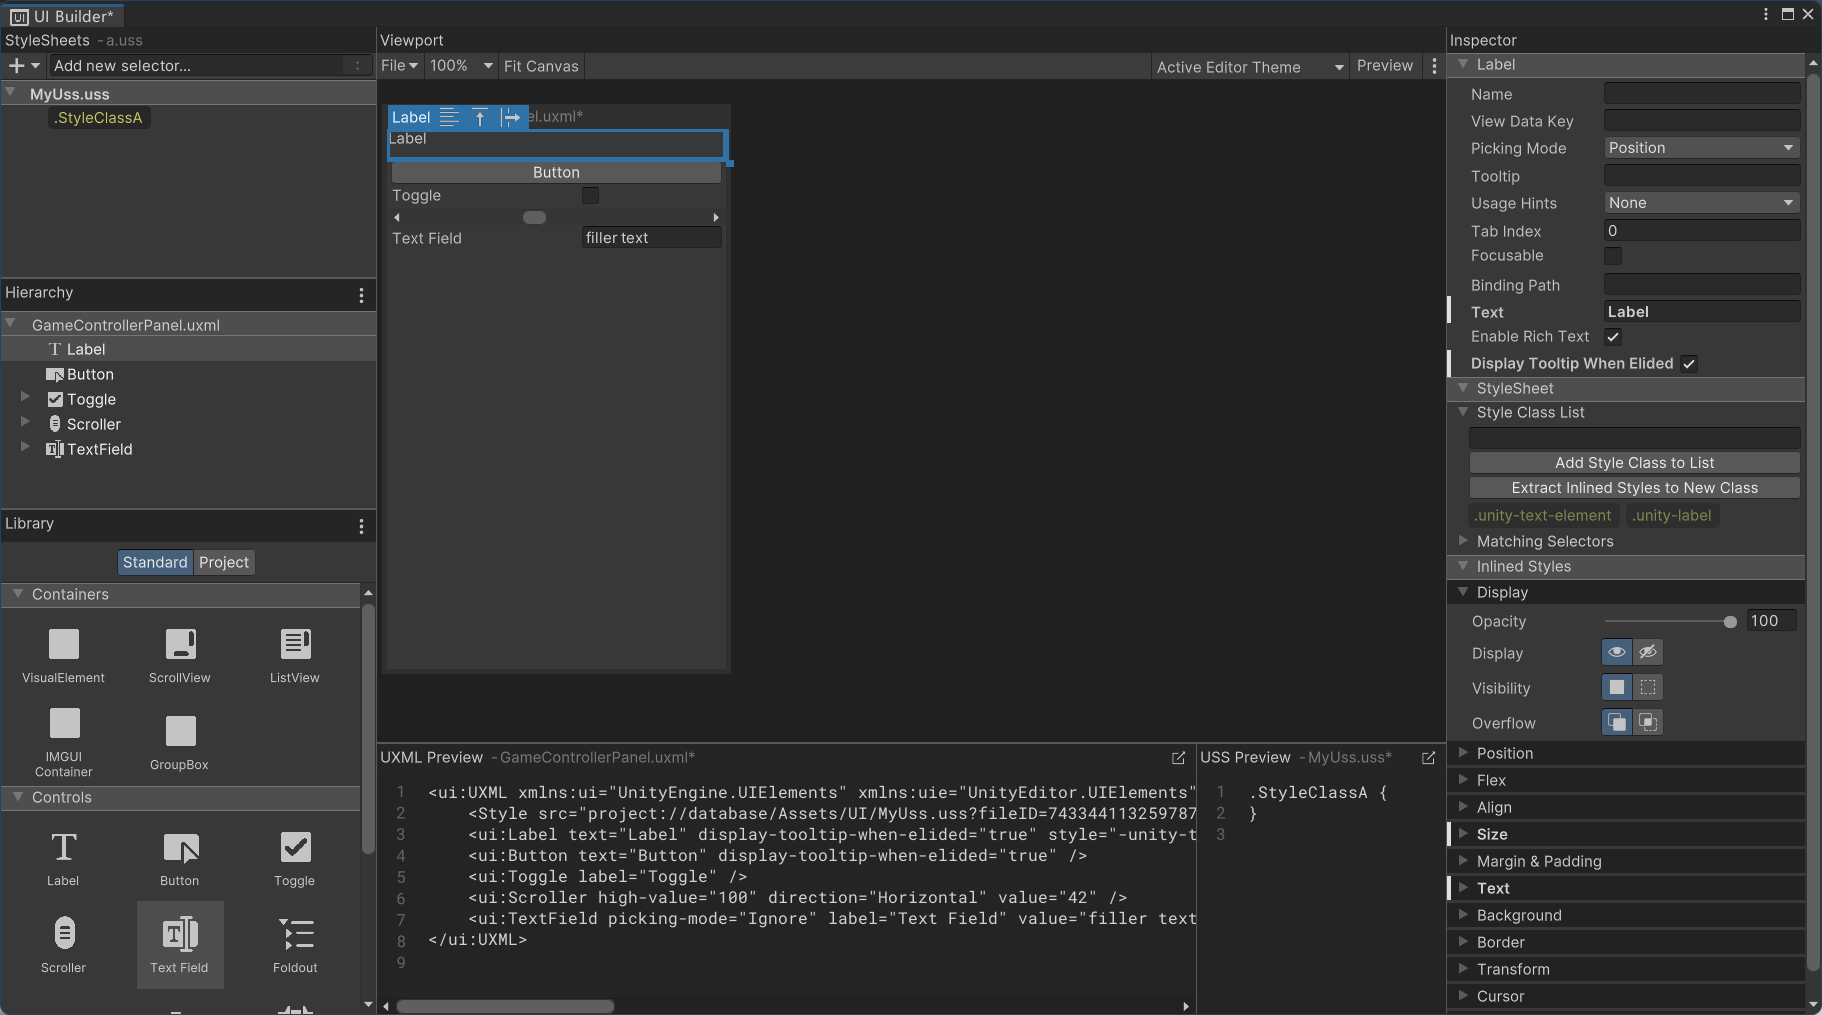 UI Builder*
StyleSheets - a.uss
Add new selector...
MyUss.uss
.StyleClassA
Hierarchy
GameControllerPanel.uxml
Label
Button
Toggle
Scroller
TextField
Library
Standard Project
Containers
VisualElement ScrollView ListView
IMGUI
Container GroupBox
Controls
Label Button Toggle
Scroller Text Field Foldout
Viewport
File 100% Fit Canvas Active Editor Theme Preview
Label el.uxml*
Label
Button
Toggle
Text Field filler text
UXML Preview - GameControllerPanel.uxml*
1 <ui:UXML xmlns:ui="UnityEngine.UIElements" xmlns:uie="UnityEditor.UIElements"
2 <Style src="project://database/Assets/UI/MyUss.uss?fileID=743344113259787
3 <ui:Label text="Label" display-tooltip-when-elided="true" style="-unity-t
4 <ui:Button text="Button" display-tooltip-when-elided="true" />
5 <ui:Toggle label="Toggle" />
6 <ui:Scroller high-value="100" direction="Horizontal" value="42" />
7 <ui:TextField picking-mode="Ignore" label="Text Field" value="filler text
8 </ui:UXML>
9
USS Preview - MyUss.uss*
1 .StyleClassA {
2 }
3
Inspector
Label
Name
View Data Key
Picking Mode Position
Tooltip
Usage Hints None
Tab Index 0
Focusable
Binding Path
Text Label
Enable Rich Text
Display Tooltip When Elided
StyleSheet
Style Class List
Add Style Class to List
Extract Inlined Styles to New Class
.unity-text-element .unity-label
Matching Selectors
Inlined Styles
Display
Opacity 100
Display
Visibility
Overflow
Position
Flex
Align
Size
Margin & Padding
Text
Background
Border
Transform
Cursor